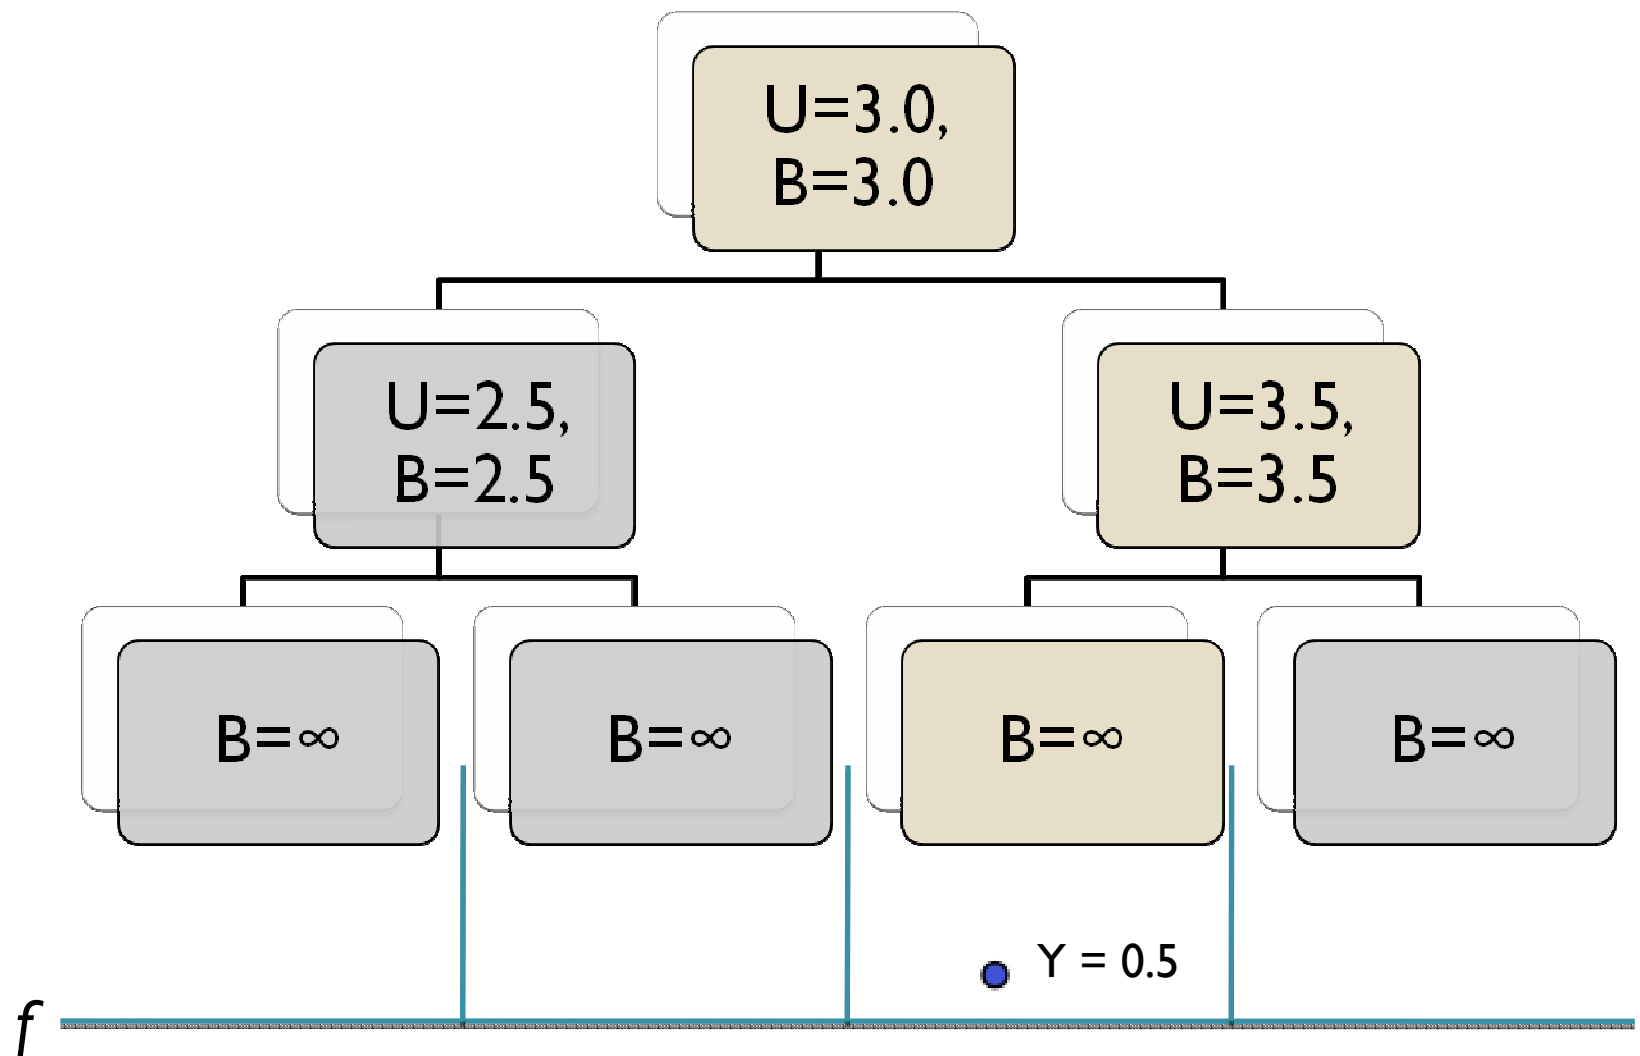 U=3.0,
B=3.0
U=2.5,
B=2.5
U=3.5,
B=3.5
B=∞
B=∞
B=∞
B=∞
Y = 0.5
f